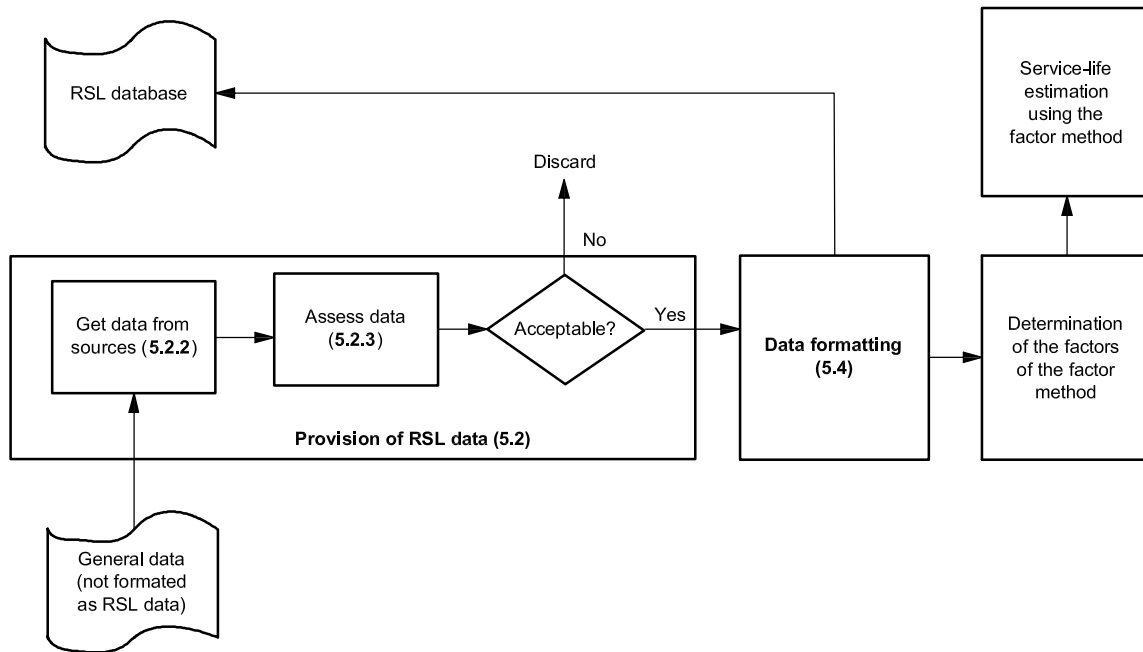 RSL database
Service-life
estimation
using the
factor method
Discard
No
Get data from
sources (5.2.2)
Assess data
(5.2.3)
Acceptable?
Yes
Data formatting
(5.4)
Determination
of the factors
of the factor
method
Provision of RSL data (5.2)
General data
(not formated
as RSL data)